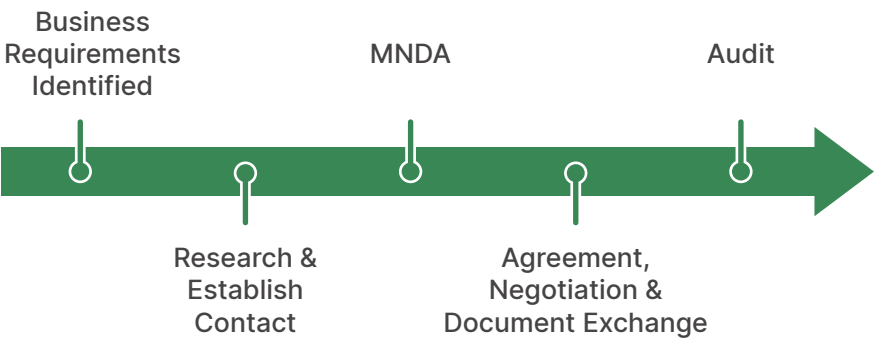 Business
Requirements
Identified
Research &
Establish
Contact
MNDA
Agreement,
Negotiation &
Document Exchange
Audit